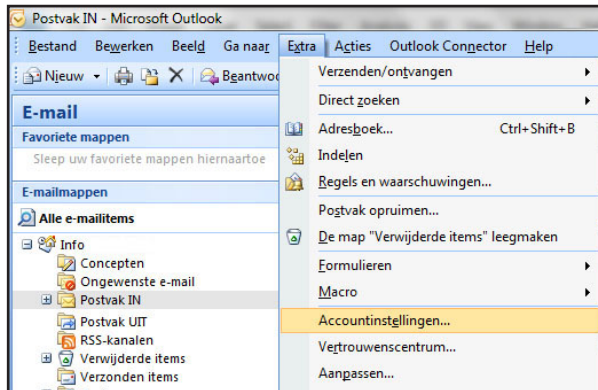 Postvak IN - Microsoft Outlook
Bestand Bewerken Beeld Ga naar Extra Acties Outlook Connector Help
Nieuw
E-mail
Favoriete mappen
Sleep uw favoriete mappen hiernaartoe
E-mailmappen
Alle e-mailitems
Info
Concepten
Ongewenste e-mail
Postvak IN
Postvak UIT
RSS-kanalen
Verwijderde items
Verzonden items
Verzenden/ontvangen
Direct zoeken
Adresboek... Ctrl+Shift+B
Indelen
Regels en waarschuwingen...
Postvak opruimen...
De map "Verwijderde items" leegmaken
Formulieren
Macro
Accountinstellingen...
Vertrouwenscentrum...
Aanpassen...